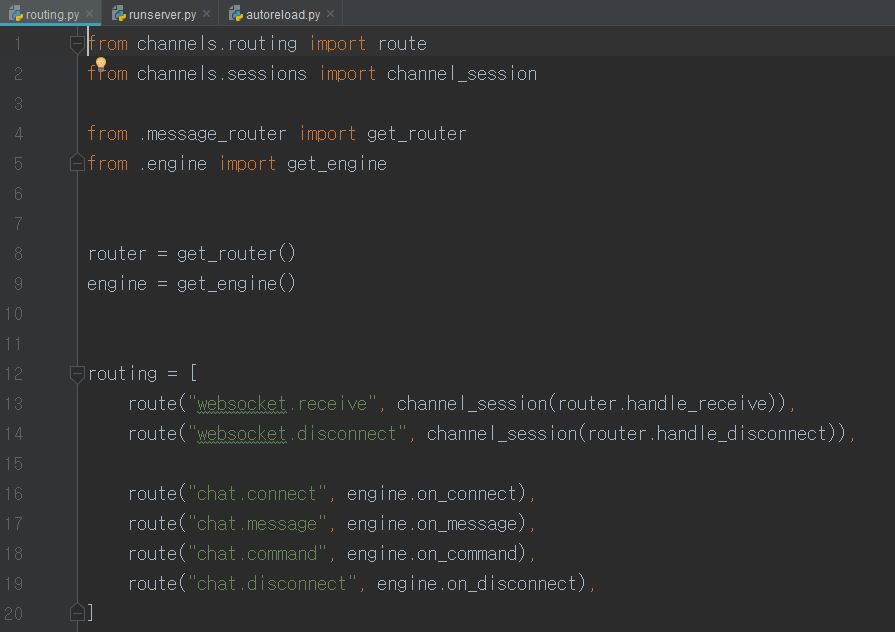 routing.py runserver.py autoreload.py
1 from channels.routing import route
2 from channels.sessions import channel_session
3
4 from .message_router import get_router
5 from .engine import get_engine
6
7
8 router = get_router()
9 engine = get_engine()
10
11
12 routing = [
13 route("websocket.receive", channel_session(router.handle_receive)),
14 route("websocket.disconnect", channel_session(router.handle_disconnect)),
15
16 route("chat.connect", engine.on_connect),
17 route("chat.message", engine.on_message),
18 route("chat.command", engine.on_command),
19 route("chat.disconnect", engine.on_disconnect),
20 ]